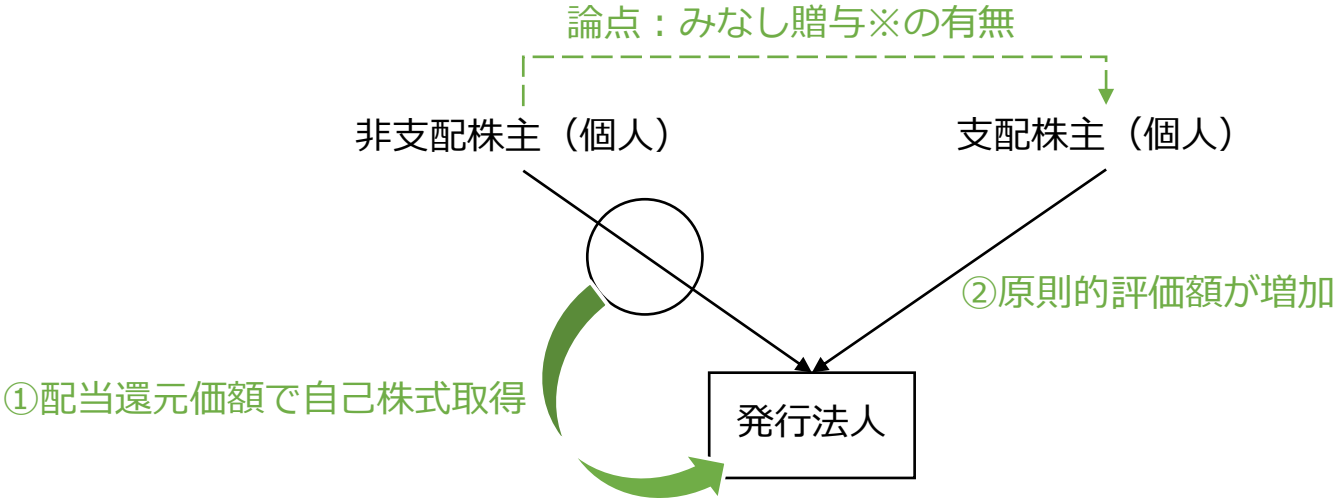 論点：みなし贈与※の有無
非支配株主（個人）
支配株主（個人）
②原則的評価額が増加
①配当還元価額で自己株式取得
発行法人